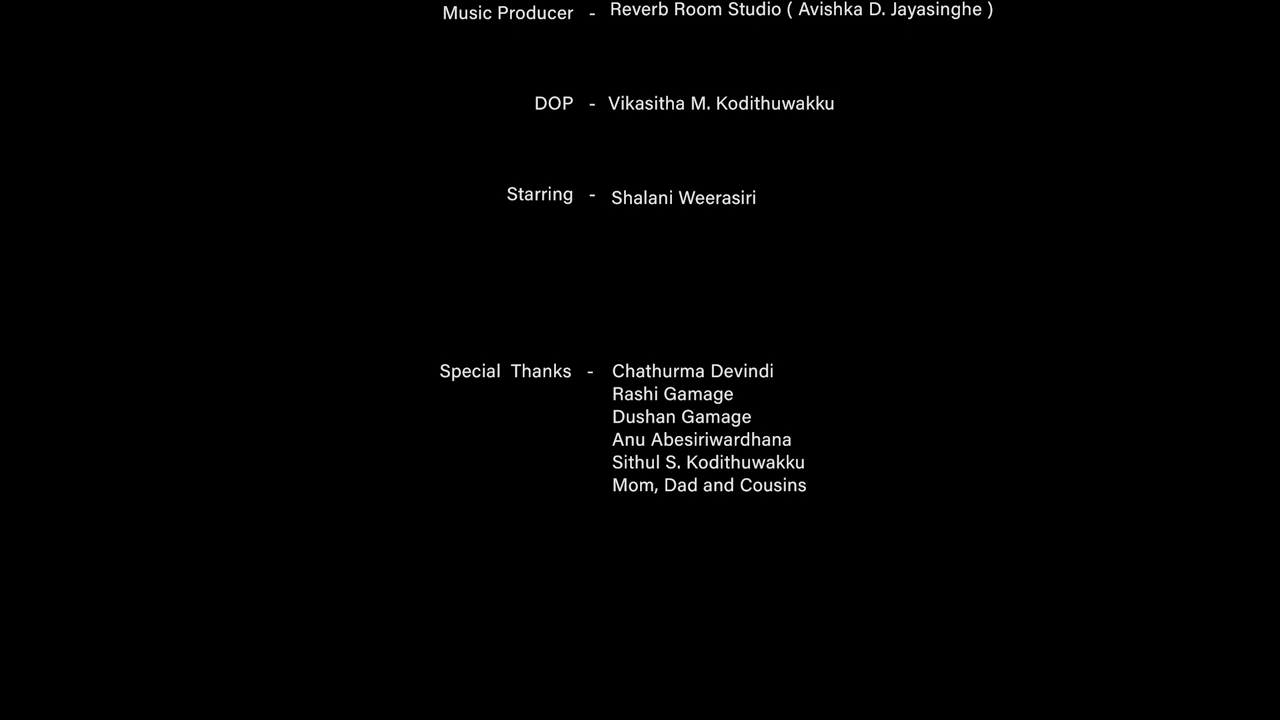 Music Producer - Reverb Room Studio ( Avishka D. Jayasinghe )
DOP - Vikasitha M. Kodithuwakku
Starring - Shalani Weerasiri
Special Thanks - Chathurma Devindi
Rashi Gamage
Dushan Gamage
Anu Abesiriwardhana
Sithul S. Kodithuwakku
Mom, Dad and Cousins